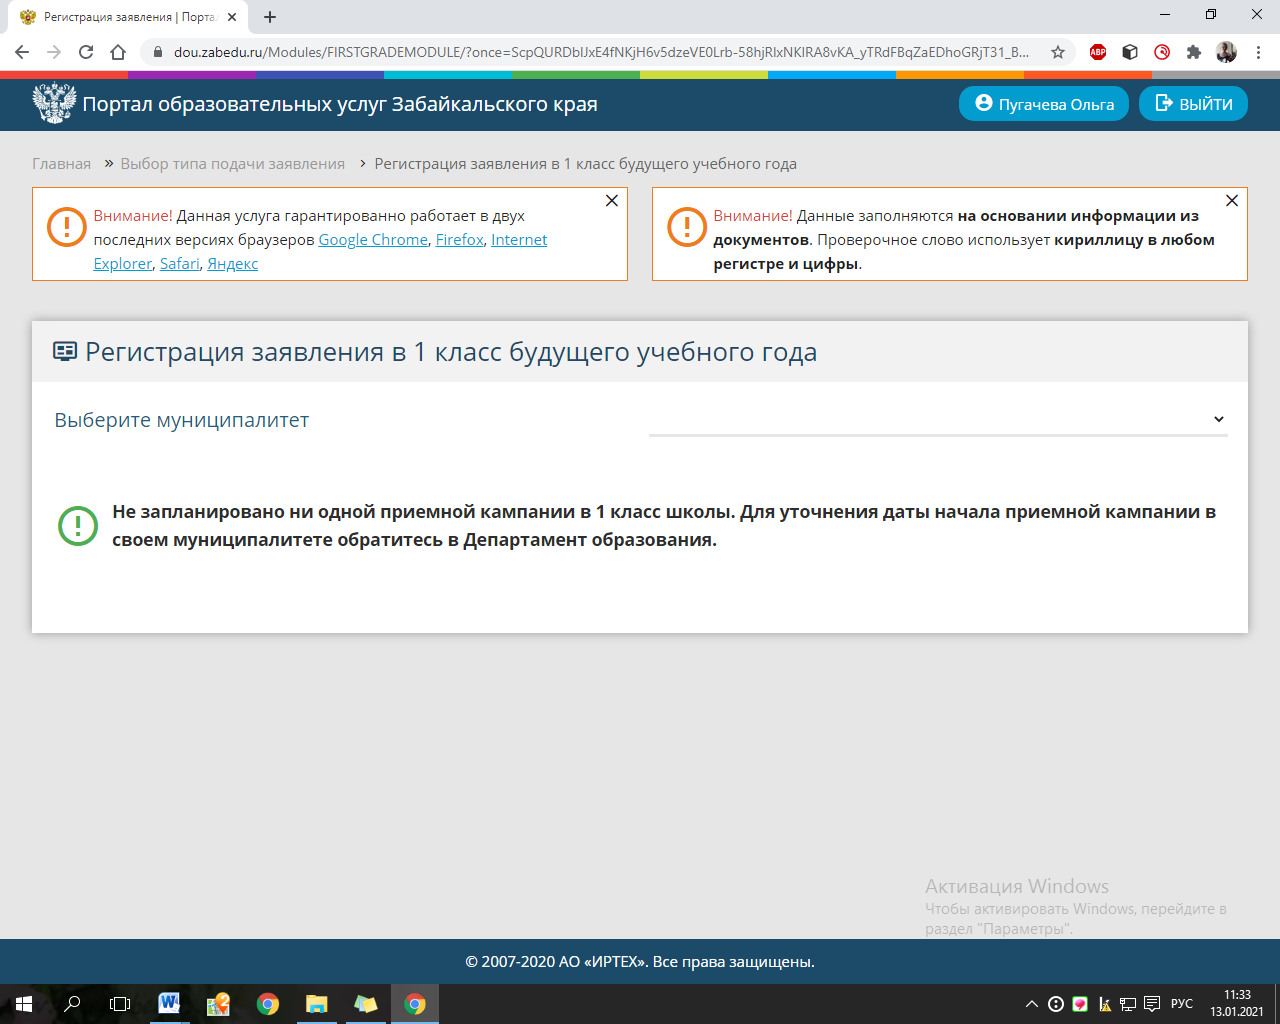 Регистрация заявления | Порта
dou.zabedu.ru/Modules/FIRSTGRADEMODULE/?once=ScpQURDbIJxE4fNKjH6v5dzeVE0Lrb-58hjRlxNKIRA8vKA_yTRdFBqZaEDhoGRjT31_B...
ABP
Портал образовательных услуг Забайкальского края
Пугачева Ольга
ВЫЙТИ
Главная » Выбор типа подачи заявления › Регистрация заявления в 1 класс будущего учебного года
Внимание! Данная услуга гарантированно работает в двух
последних версиях браузеров Google Chrome, Firefox, Internet
Explorer, Safari, Яндекс
Внимание! Данные заполняются на основании информации из
документов. Проверочное слово использует кириллицу в любом
регистре и цифры.
Регистрация заявления в 1 класс будущего учебного года
Выберите муниципалитет
Не запланировано ни одной приемной кампании в 1 класс школы. Для уточнения даты начала приемной кампании в
своем муниципалитете обратитесь в Департамент образования.
Активация Windows
Чтобы активировать Windows, перейдите в
раздел "Параметры".
© 2007-2020 АО «ИРТЕХ». Все права защищены.
РУС
11:33
13.01.2021